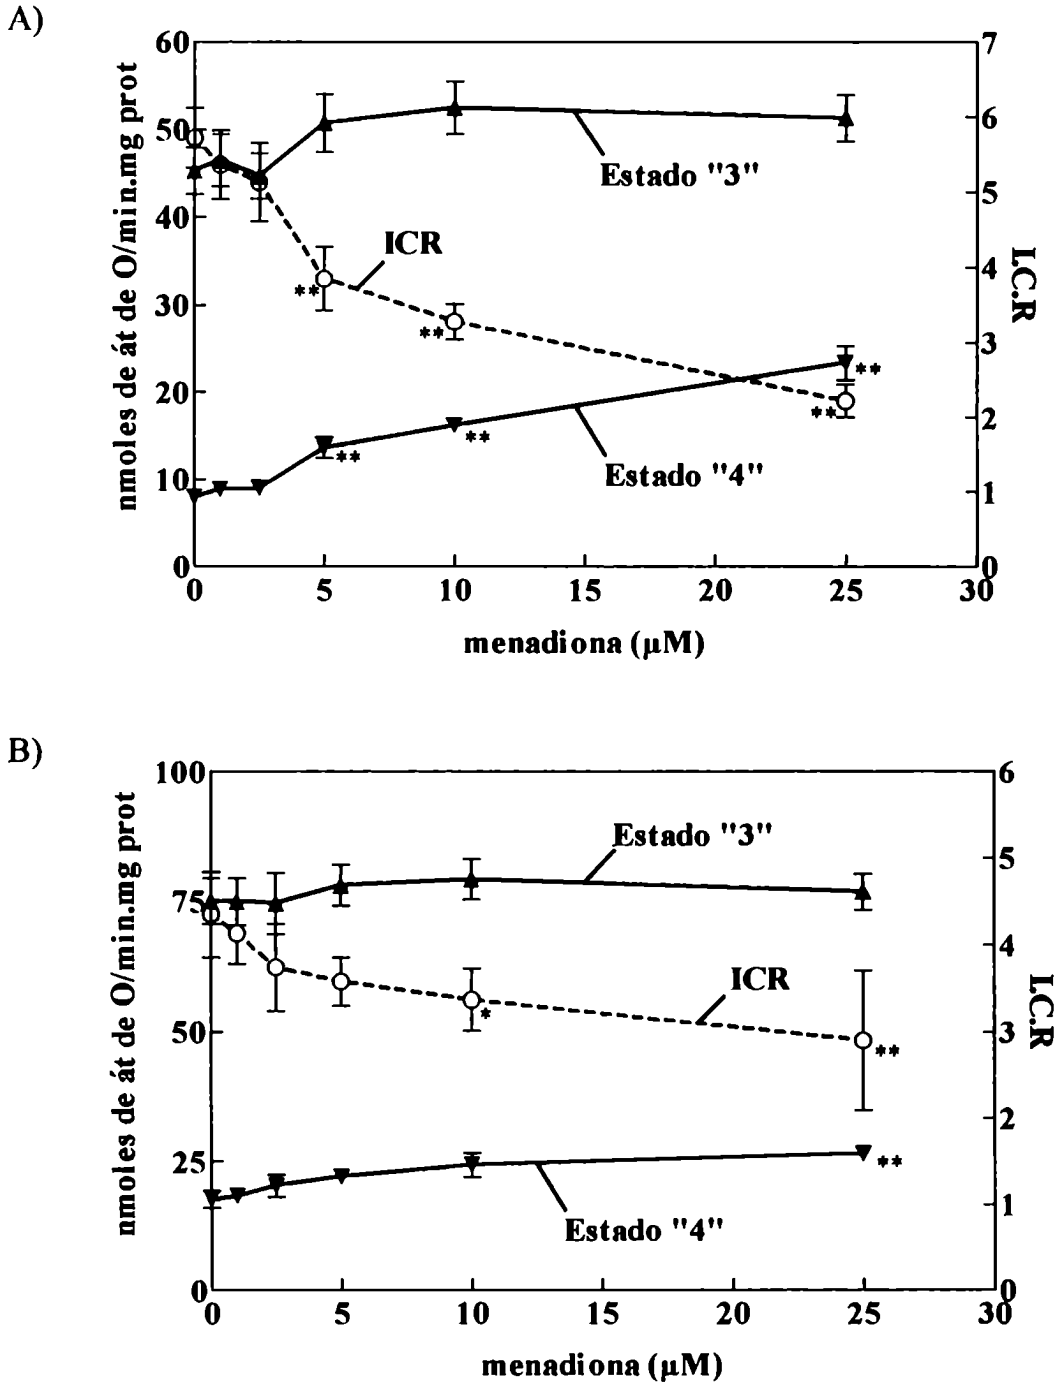 A)
60
50
40
30
20
10
0
nmoles de át de O/min.mg prot
7
6
5
4
3
2
1
0
I.C.R
Estado "3"
ICR
**
**
**
**
**
**
Estado "4"
0 5 10 15 20 25 30
menadiona (µM)
B)
100
75
50
25
0
nmoles de át de O/min.mg prot
6
5
4
3
2
1
0
I.C.R
Estado "3"
ICR
*
**
**
Estado "4"
0 5 10 15 20 25 30
menadiona (µM)